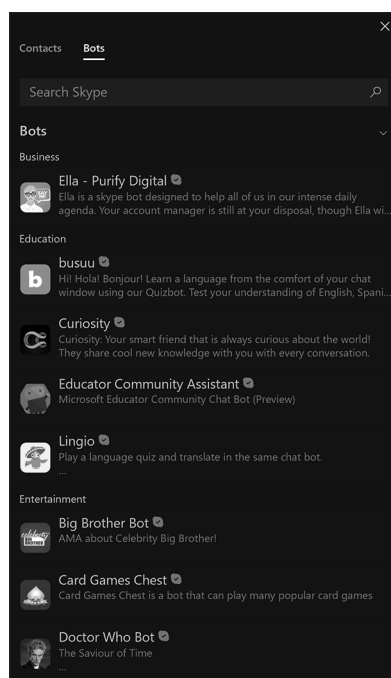 Contacts Bots
Search Skype
Bots
Business
Ella - Purify Digital
Ella is a skype bot designed to help all of us in our intense daily
agenda. Your account manager is still at your disposal, though Ella wi...
Education
b
busuu
Hi! Hola! Bonjour! Learn a language from the comfort of your chat
window using our Quizbot. Test your understanding of English, Spani...
Curiosity
Curiosity: Your smart friend that is always curious about the world!
They share cool new knowledge with you with every conversation.
Educator Community Assistant
Microsoft Educator Community Chat Bot (Preview)
Lingio
Play a language quiz and translate in the same chat bot.
...
Entertainment
celebrity
BIG
BROTHER
Big Brother Bot
AMA about Celebrity Big Brother!
Card Games Chest
Card Games Chest is a bot that can play many popular card games
Doctor Who Bot
The Saviour of Time
...